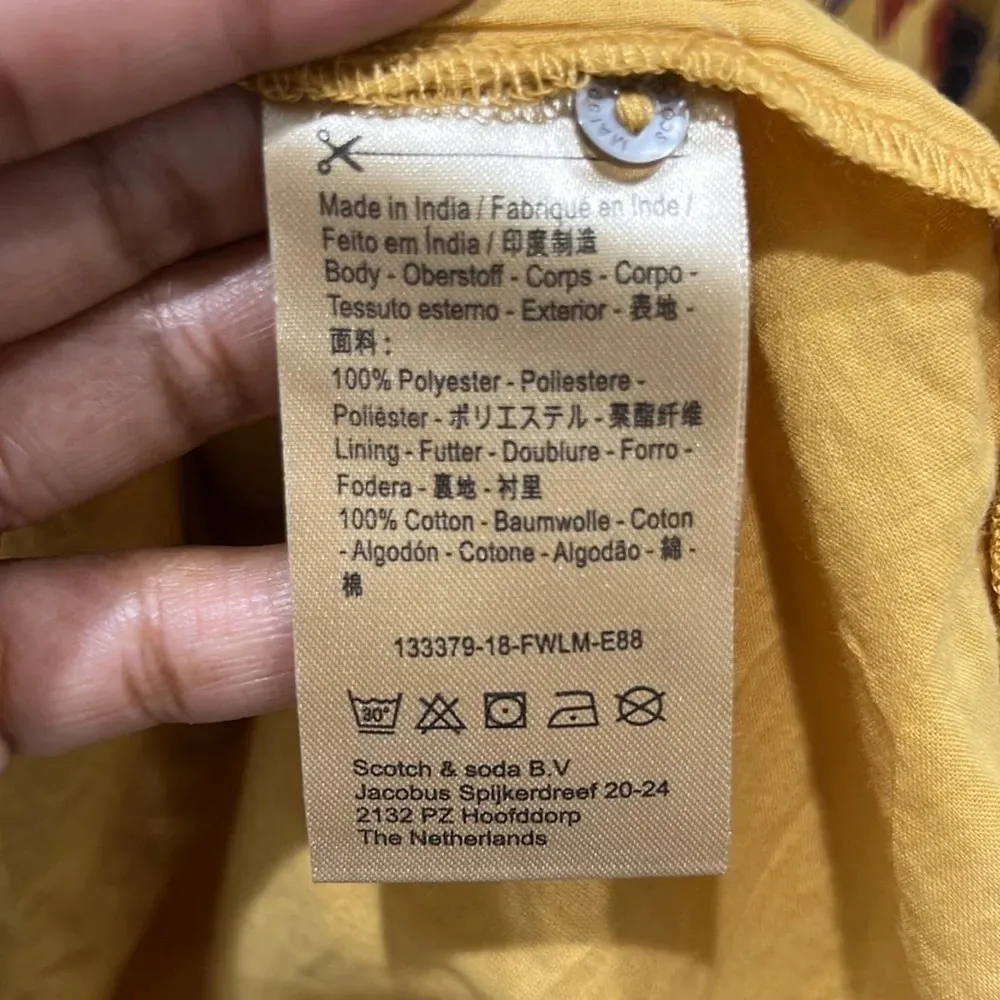 Made in India / Fabriqué en Inde /
Feito em Índia / 印度制造
Body - Oberstoff - Corps - Corpo -
Tessuto esterno - Exterior - 表地 -
面料 :
100% Polyester - Poliestere -
Poliéster - ポリエステル - 聚酯纤维
Lining - Futter - Doublure - Forro -
Fodera - 裏地 - 衬里
100% Cotton - Baumwolle - Coton
- Algodón - Cotone - Algodão - 綿 -
棉
133379-18-FWLM-E88
30°
Scotch & soda B.V
Jacobus Spijkerdreef 20-24
2132 PZ Hoofddorp
The Netherlands